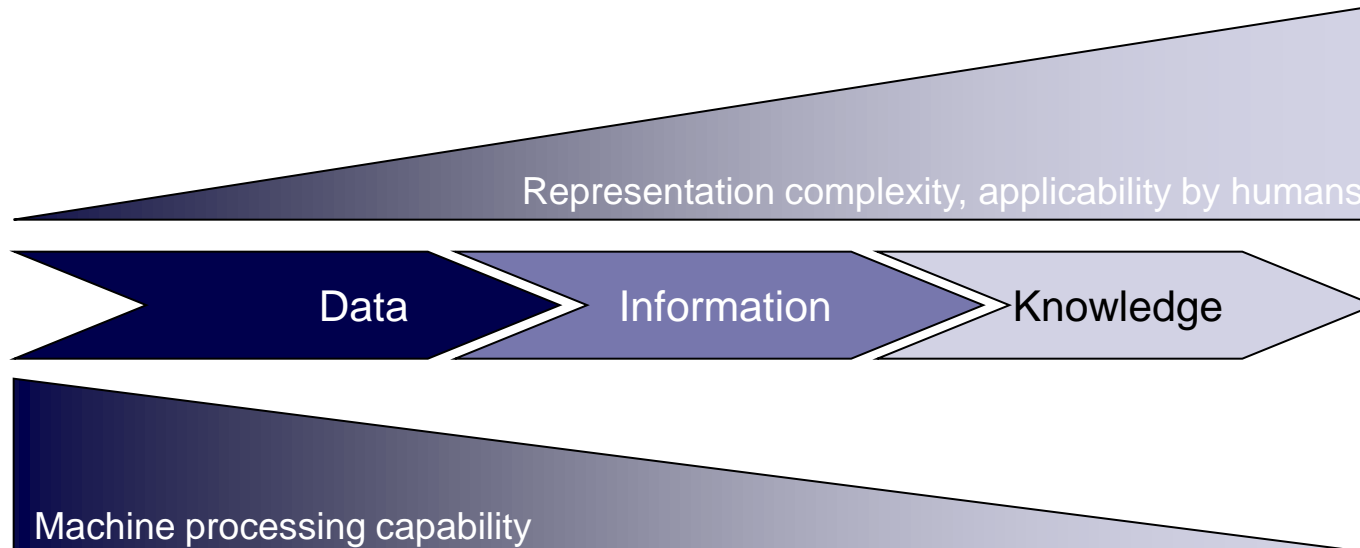 Representation complexity, applicability by humans
Data
Information
Knowledge
Machine processing capability